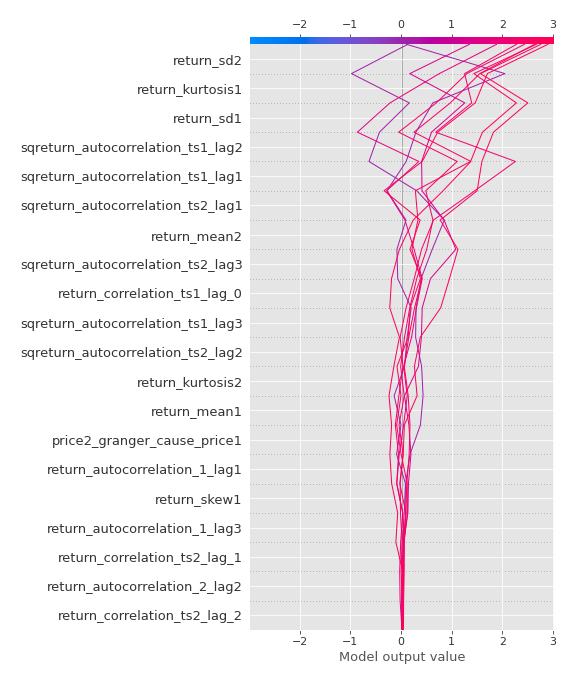 −2 −1 0 1 2 3
return_sd2
return_kurtosis1
return_sd1
sqreturn_autocorrelation_ts1_lag2
sqreturn_autocorrelation_ts1_lag1
sqreturn_autocorrelation_ts2_lag1
return_mean2
sqreturn_autocorrelation_ts2_lag3
return_correlation_ts1_lag_0
sqreturn_autocorrelation_ts1_lag3
sqreturn_autocorrelation_ts2_lag2
return_kurtosis2
return_mean1
price2_granger_cause_price1
return_autocorrelation_1_lag1
return_skew1
return_autocorrelation_1_lag3
return_correlation_ts2_lag_1
return_autocorrelation_2_lag2
return_correlation_ts2_lag_2
−2 −1 0 1 2 3
Model output value